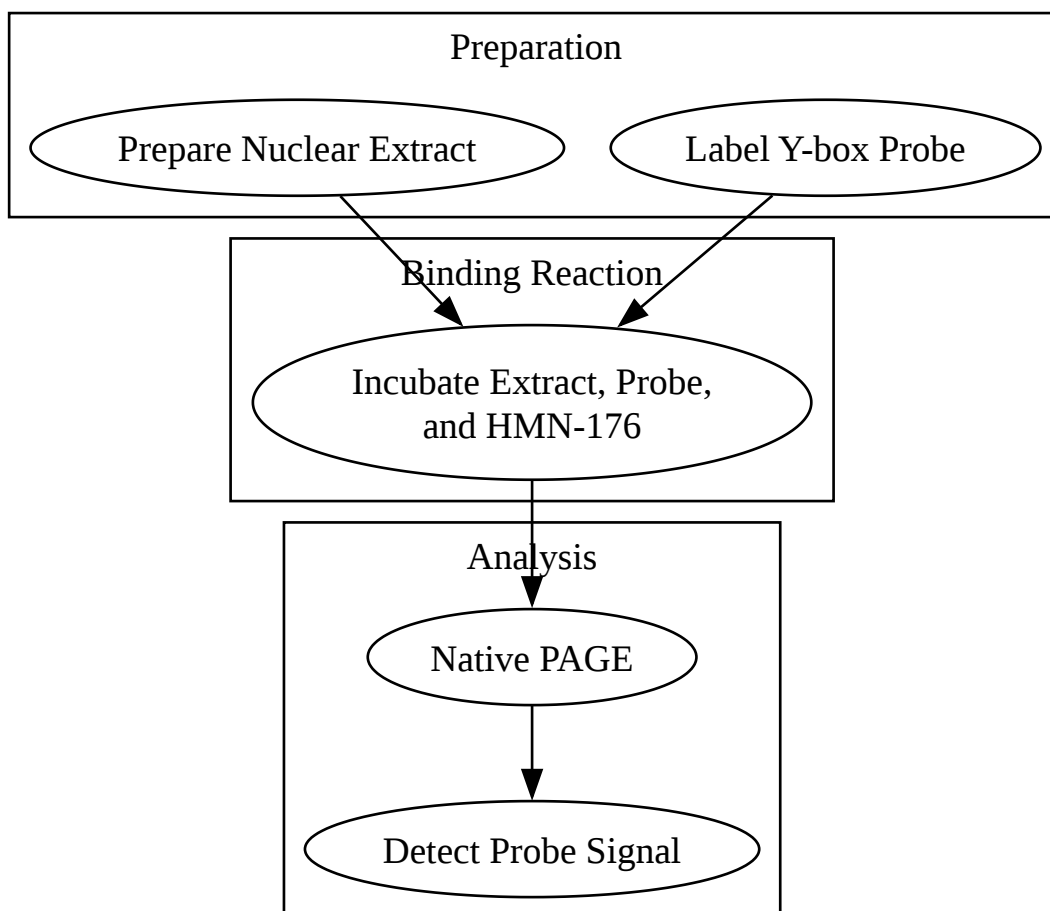 Preparation
Prepare Nuclear Extract
Label Y-box Probe
Binding Reaction
Incubate Extract, Probe,
and HMN-176
Analysis
Native PAGE
Detect Probe Signal